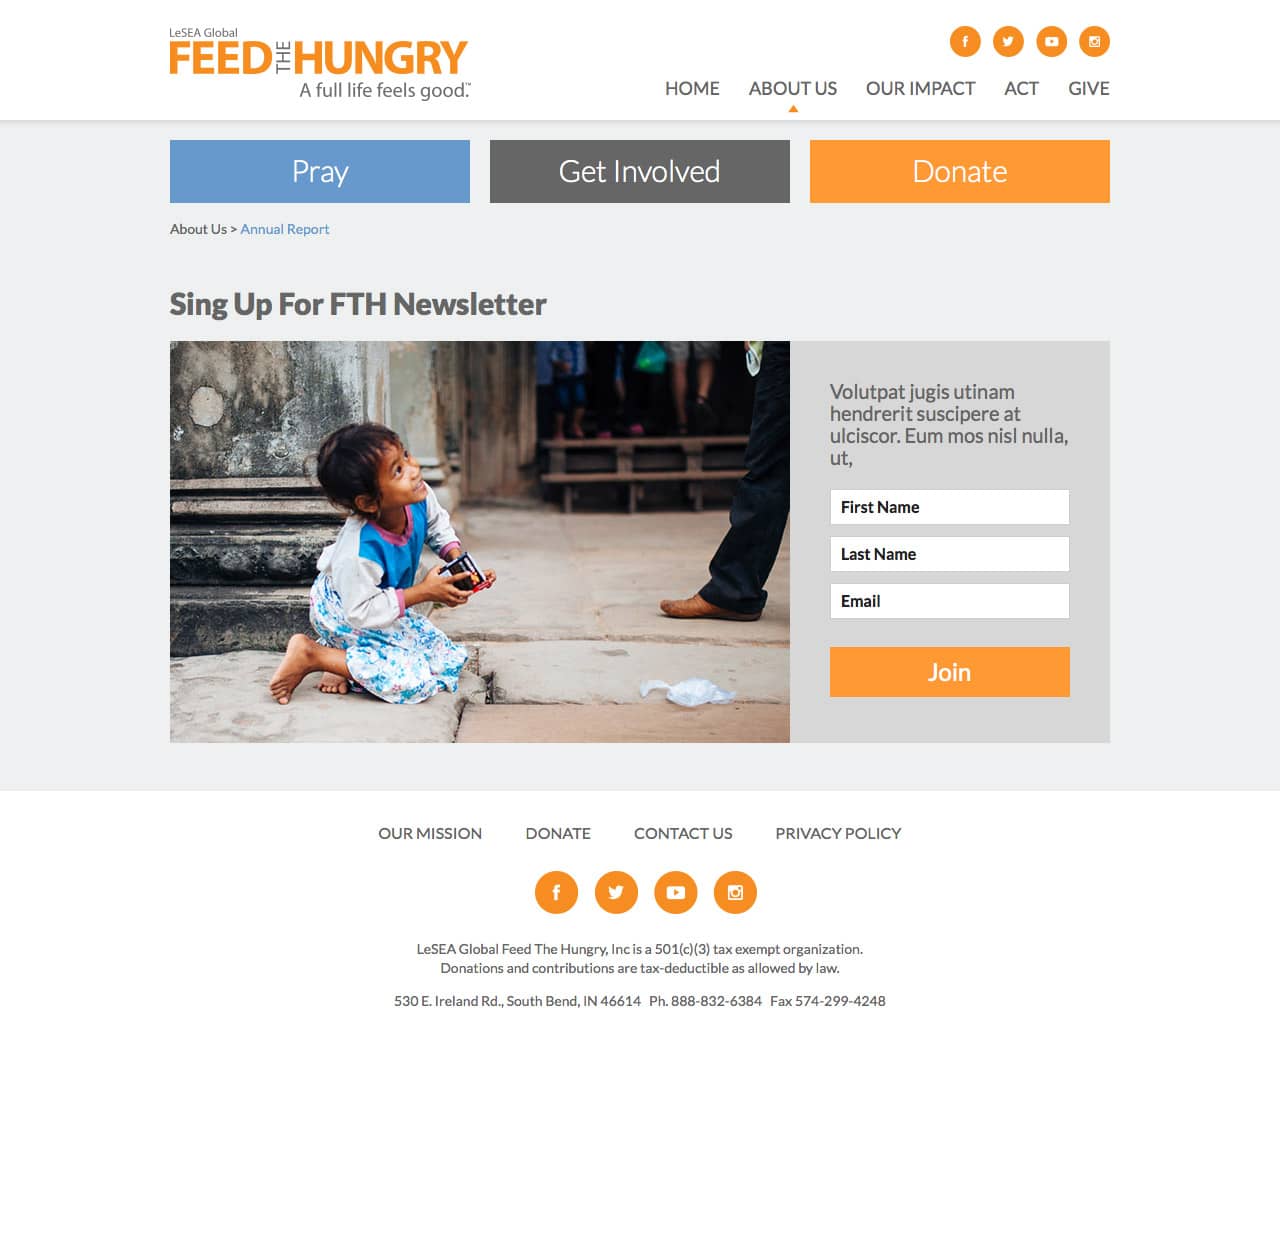 LeSEA Global
FEED THE HUNGRY
A full life feels good.™
HOME ABOUT US OUR IMPACT ACT GIVE
Pray Get Involved Donate
About Us > Annual Report
Sing Up For FTH Newsletter
Volutpat jugis utinam
hendrerit suscipere at
ulciscor. Eum mos nisl nulla,
ut,
First Name
Last Name
Email
Join
OUR MISSION DONATE CONTACT US PRIVACY POLICY
LeSEA Global Feed The Hungry, Inc is a 501(c)(3) tax exempt organization.
Donations and contributions are tax-deductible as allowed by law.
530 E. Ireland Rd., South Bend, IN 46614 Ph. 888-832-6384 Fax 574-299-4248